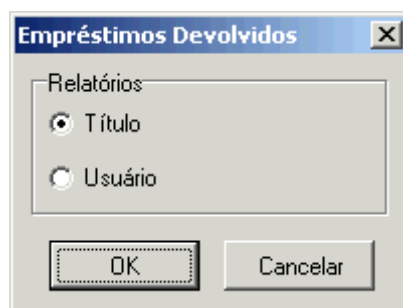 Empréstimos Devolvidos
Relatórios
Título
Usuário
OK Cancelar